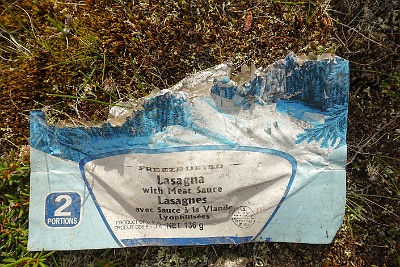 FREEZE DRIED
Lasagna
with Meat Sauce
Lasagnes
avec Sauce à la Viande
Lyophilisées
2
PORTIONS
NET 136 g